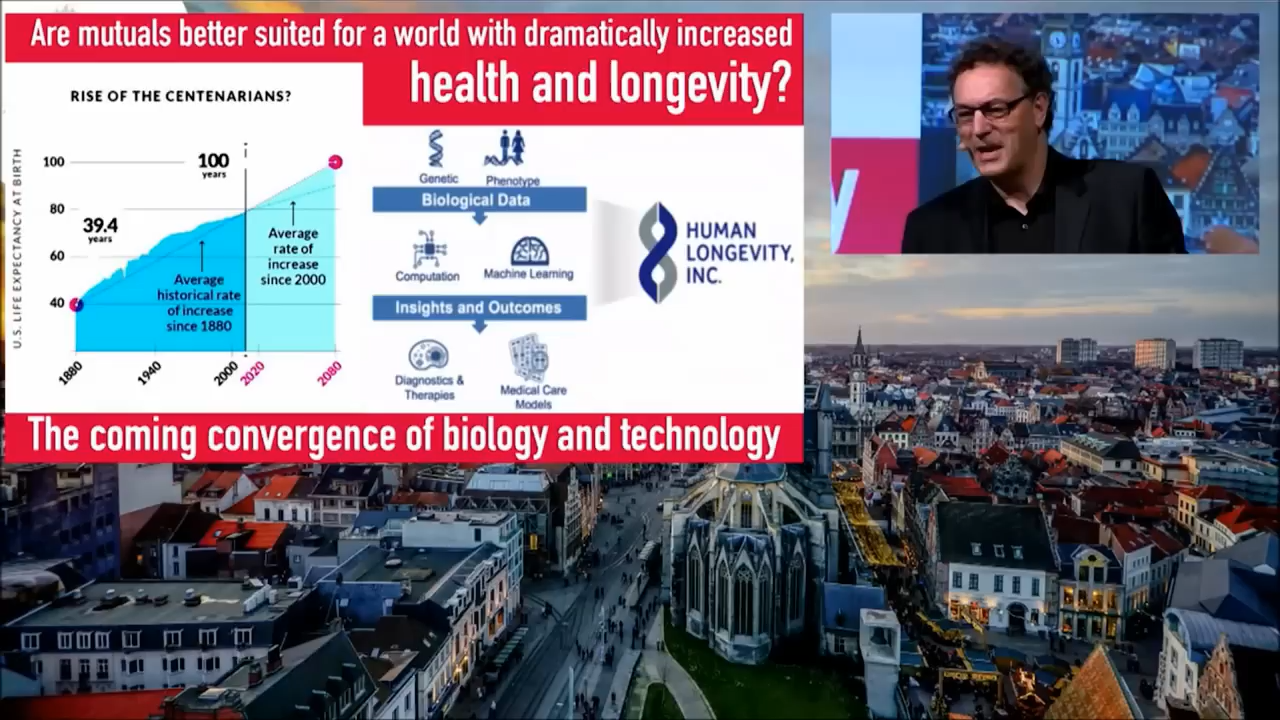 Are mutuals better suited for a world with dramatically increased
health and longevity?
RISE OF THE CENTENARIANS?
U.S. LIFE EXPECTANCY AT BIRTH
100
80
60
40
39.4
years
100
years
Average
historical rate
of increase
since 1880
Average
rate of
increase
since 2000
1880
1940
2000
2020
2080
Genetic
Phenotype
Biological Data
Computation
Machine Learning
Insights and Outcomes
Diagnostics &
Therapies
Medical Care
Models
HUMAN
LONGEVITY,
INC.
The coming convergence of biology and technology
y